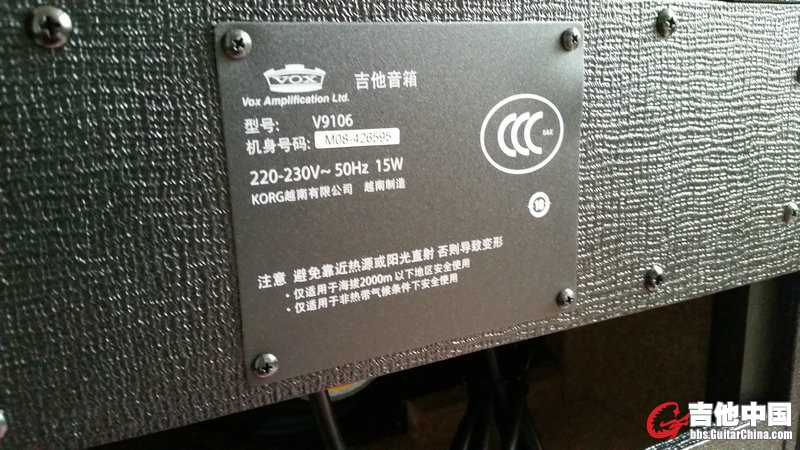 VOX
Vox Amplification Ltd.
吉他音箱
型号: V9106
机身号码: M08-426595
CCC S&E
220-230V~ 50Hz 15W
KORG越南有限公司 越南制造
10
注意 避免靠近热源或阳光直射 否则导致变形
·仅适用于海拔2000m 以下地区安全使用
·仅适用于非热带气候条件下安全使用
吉他中国
bbs.GuitarChina.com